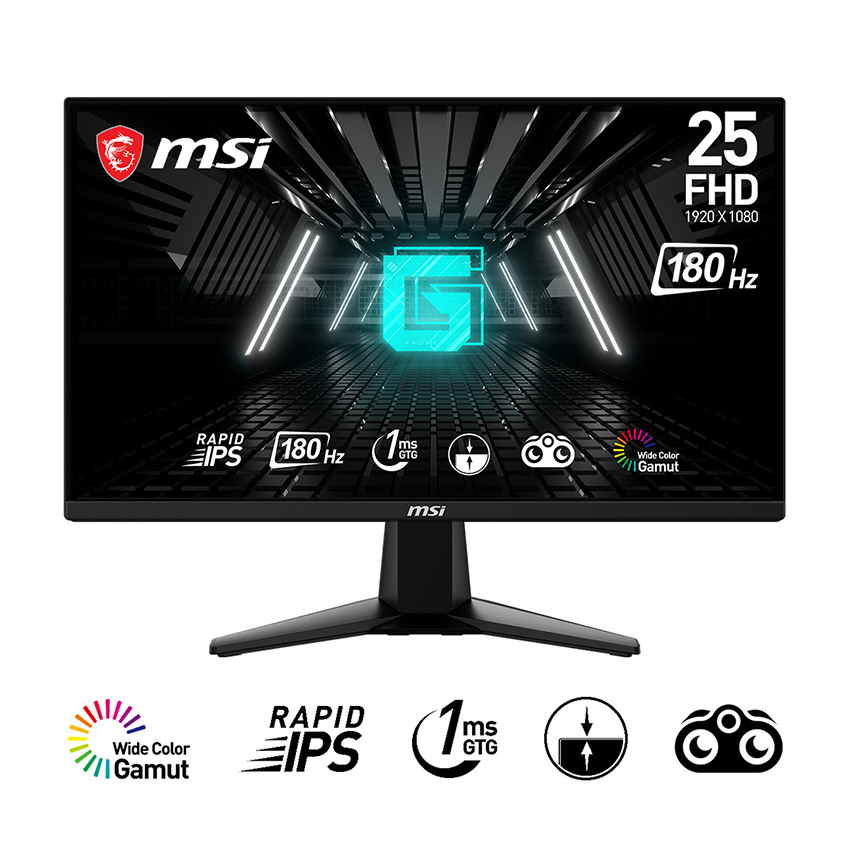 msi
25
FHD
1920 X 1080
180 Hz
RAPID
IPS
180 Hz
1ms
GTG
Wide Color
Gamut
msi
Wide Color
Gamut
RAPID
IPS
1ms
GTG